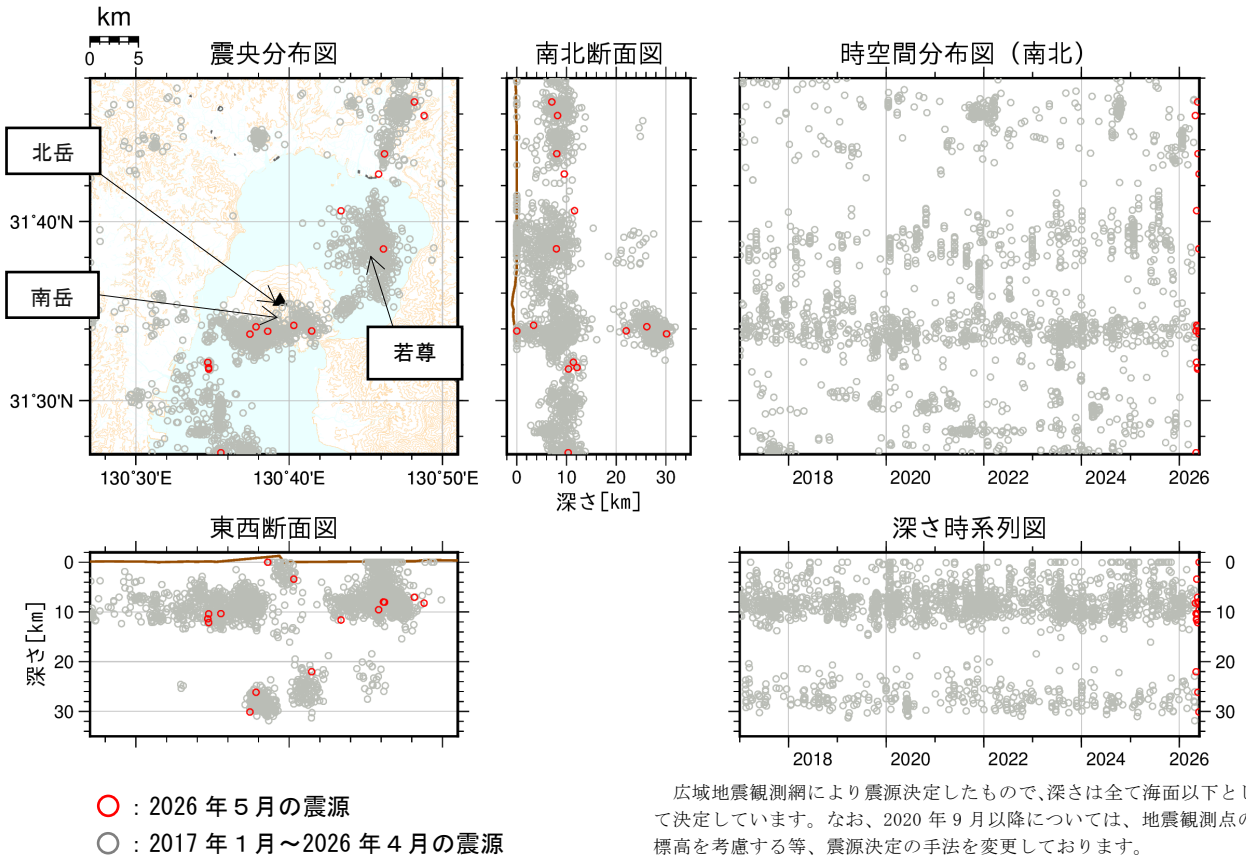 km
0 5
震央分布図
南北断面図
時空間分布図（南北）
北岳
南岳
若尊
31˚40'N
31˚30'N
130˚30'E
130˚40'E
130˚50'E
0 10 20 30
深さ[km]
2018 2020 2022 2024 2026
東西断面図
深さ時系列図
深さ[km]
0
10
20
30
0
10
20
30
2018 2020 2022 2024 2026
：2026 年５月の震源
：2017 年１月～2026 年４月の震源
広域地震観測網により震源決定したもので､深さは全て海面以下とし
て決定しています。なお、2020 年 9 月以降については、地震観測点の
標高を考慮する等、震源決定の手法を変更しております。